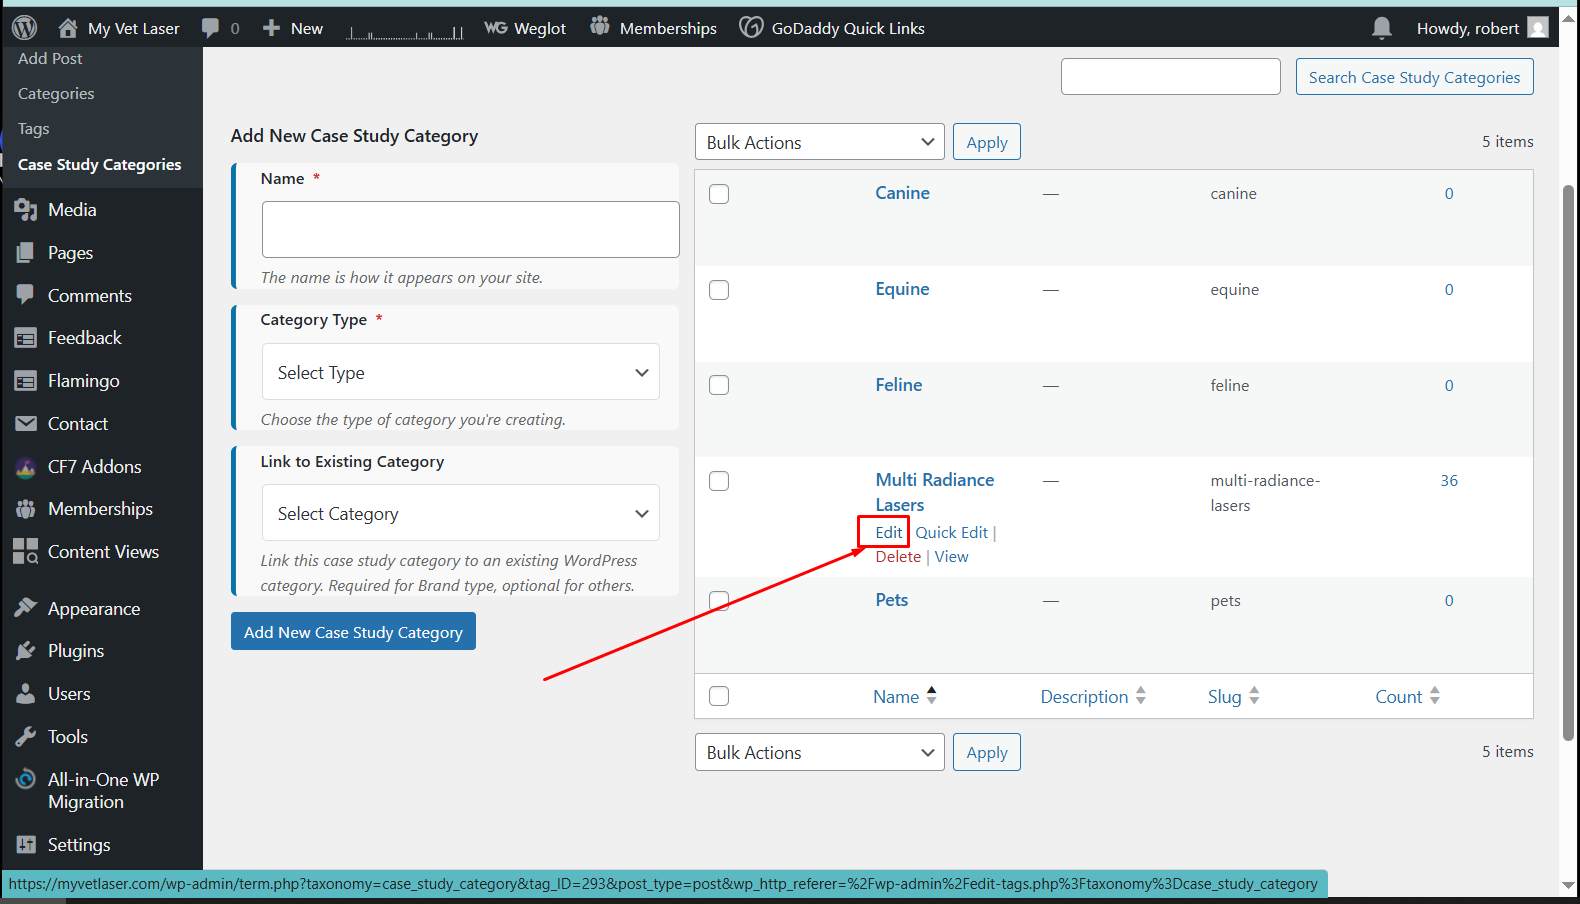 My Vet Laser 0 New WG Weglot Memberships GoDaddy Quick Links Howdy, robert
Add Post
Categories
Tags
Case Study Categories
Media
Pages
Comments
Feedback
Flamingo
Contact
CF7 Addons
Memberships
Content Views
Appearance
Plugins
Users
Tools
All-in-One WP
Migration
Settings
Search Case Study Categories
Add New Case Study Category
Name *
The name is how it appears on your site.
Category Type *
Select Type
Choose the type of category you're creating.
Link to Existing Category
Select Category
Link this case study category to an existing WordPress
category. Required for Brand type, optional for others.
Add New Case Study Category
Bulk Actions Apply 5 items
Canine — canine 0
Equine — equine 0
Feline — feline 0
Multi Radiance — multi-radiance- 36
Lasers lasers
Edit Quick Edit |
Delete | View
Pets — pets 0
Name Description Slug Count
Bulk Actions Apply 5 items
https://myvetlaser.com/wp-admin/term.php?taxonomy=case_study_category&tag_ID=293&post_type=post&wp_http_referer=%2Fwp-admin%2Fedit-tags.php%3Ftaxonomy%3Dcase_study_category